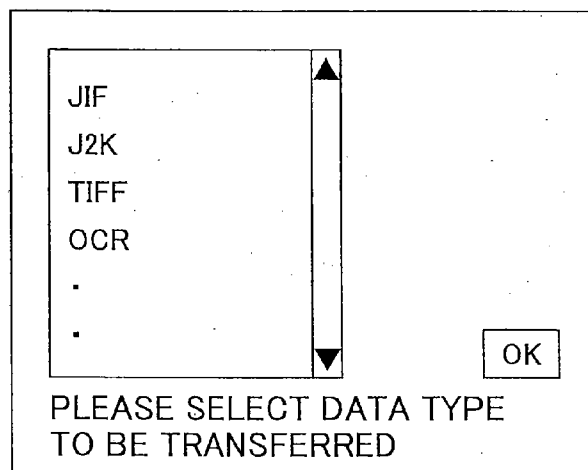 JIF
J2K
TIFF
OCR
.
.
OK
PLEASE SELECT DATA TYPE
TO BE TRANSFERRED